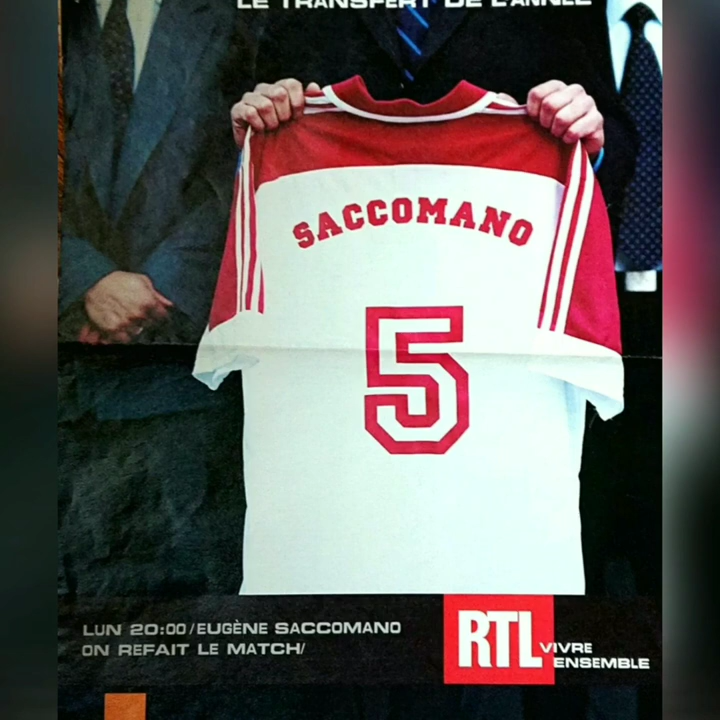 LE TRANSFERT DE L'ANNÉE
SACCOMANO
5
LUN 20:00/EUGÈNE SACCOMANO
ON REFAIT LE MATCH/
RTL
VIVRE
ENSEMBLE